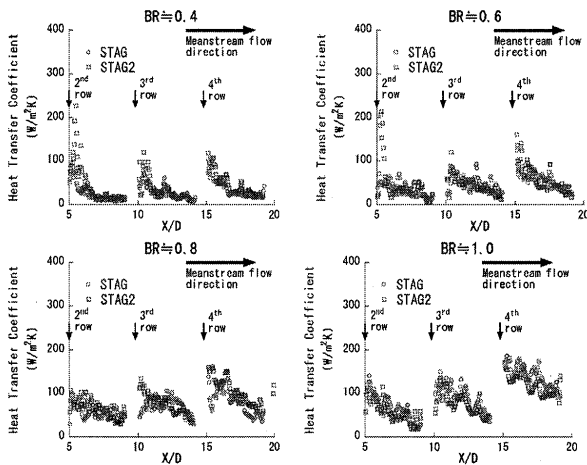 BR≒0.4
Heat Transfer Coefficient
(W/m²K)
400
300
200
100
0
STAG
STAG2
Meanstream flow
direction
2nd
row
3rd
row
4th
row
5
10
15
20
X/D
BR≒0.6
Heat Transfer Coefficient
(W/m²K)
400
300
200
100
0
STAG
STAG2
Meanstream flow
direction
2nd
row
3rd
row
4th
row
5
10
15
20
X/D
BR≒0.8
Heat Transfer Coefficient
(W/m²K)
400
300
200
100
0
STAG
STAG2
Meanstream flow
direction
2nd
row
3rd
row
4th
row
5
10
15
20
X/D
BR≒1.0
Heat Transfer Coefficient
(W/m²K)
400
300
200
100
0
STAG
STAG2
Meanstream flow
direction
2nd
row
3rd
row
4th
row
5
10
15
20
X/D